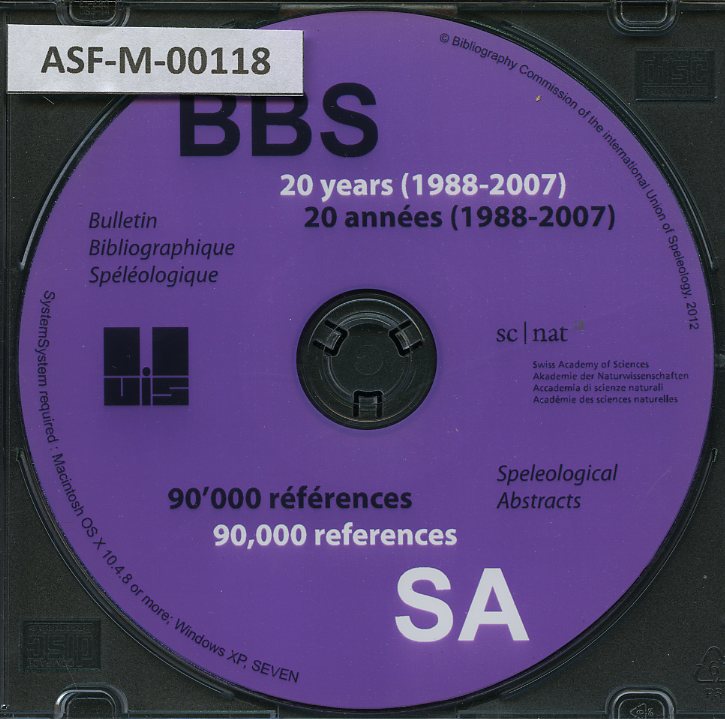 ASF-M-00118
BBS
© Bibliography Commission of the international Union of Speleology, 2012
20 years (1988-2007)
20 années (1988-2007)
Bulletin
Bibliographique
Spéléologique
uis
sc | nat
Swiss Academy of Sciences
Akademie der Naturwissenschaften
Accademia di scienze naturali
Académie des sciences naturelles
90'000 références
90,000 references
Speleological
Abstracts
SA
SystemSystem required : Macintosh OS X 10.4.8 or more; Windows XP, SEVEN